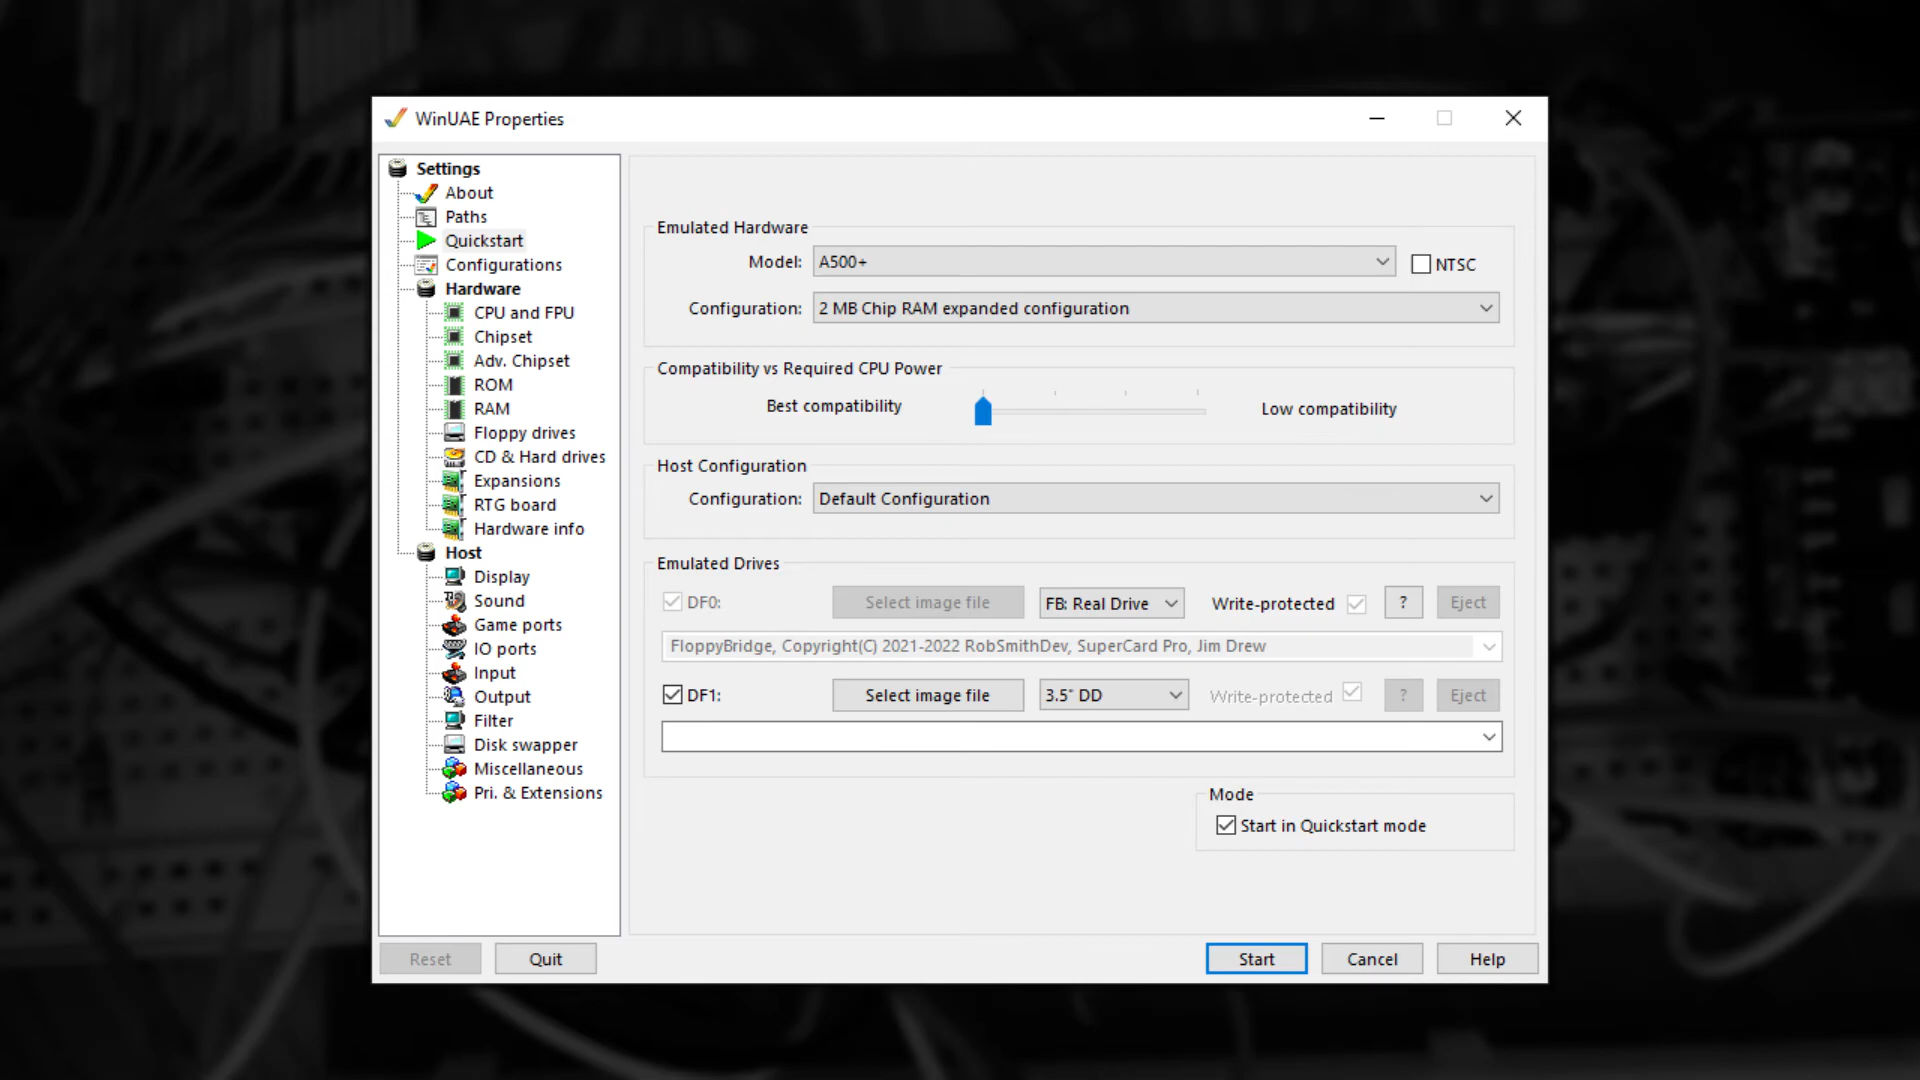 WinUAE Properties
Settings
About
Paths
Quickstart
Configurations
Hardware
CPU and FPU
Chipset
Adv. Chipset
ROM
RAM
Floppy drives
CD & Hard drives
Expansions
RTG board
Hardware info
Host
Display
Sound
Game ports
IO ports
Input
Output
Filter
Disk swapper
Miscellaneous
Pri. & Extensions
Emulated Hardware
Model: A500+ NTSC
Configuration: 2 MB Chip RAM expanded configuration
Compatibility vs Required CPU Power
Best compatibility Low compatibility
Host Configuration
Configuration: Default Configuration
Emulated Drives
DF0: Select image file FB: Real Drive Write-protected ? Eject
FloppyBridge, Copyright(C) 2021-2022 RobSmithDev, SuperCard Pro, Jim Drew
DF1: Select image file 3.5" DD Write-protected ? Eject
Mode
Start in Quickstart mode
Reset Quit Start Cancel Help